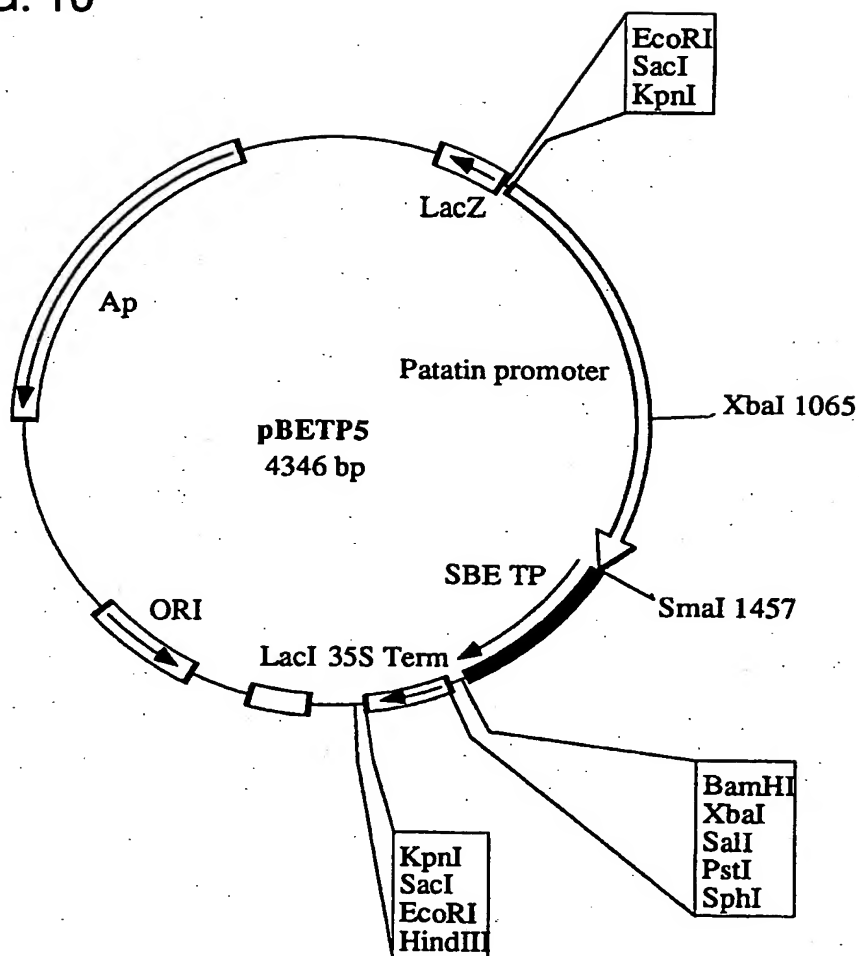 EcoRI
SacI
KpnI
LacZ
Ap
Patatin promoter
XbaI 1065
pBETP5
4346 bp
SBE TP
SmaI 1457
ORI
LacI 35S Term
BamHI
XbaI
SalI
PstI
SphI
KpnI
SacI
EcoRI
HindIII